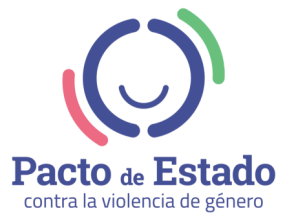 Pacto de Estado
contra la violencia de género